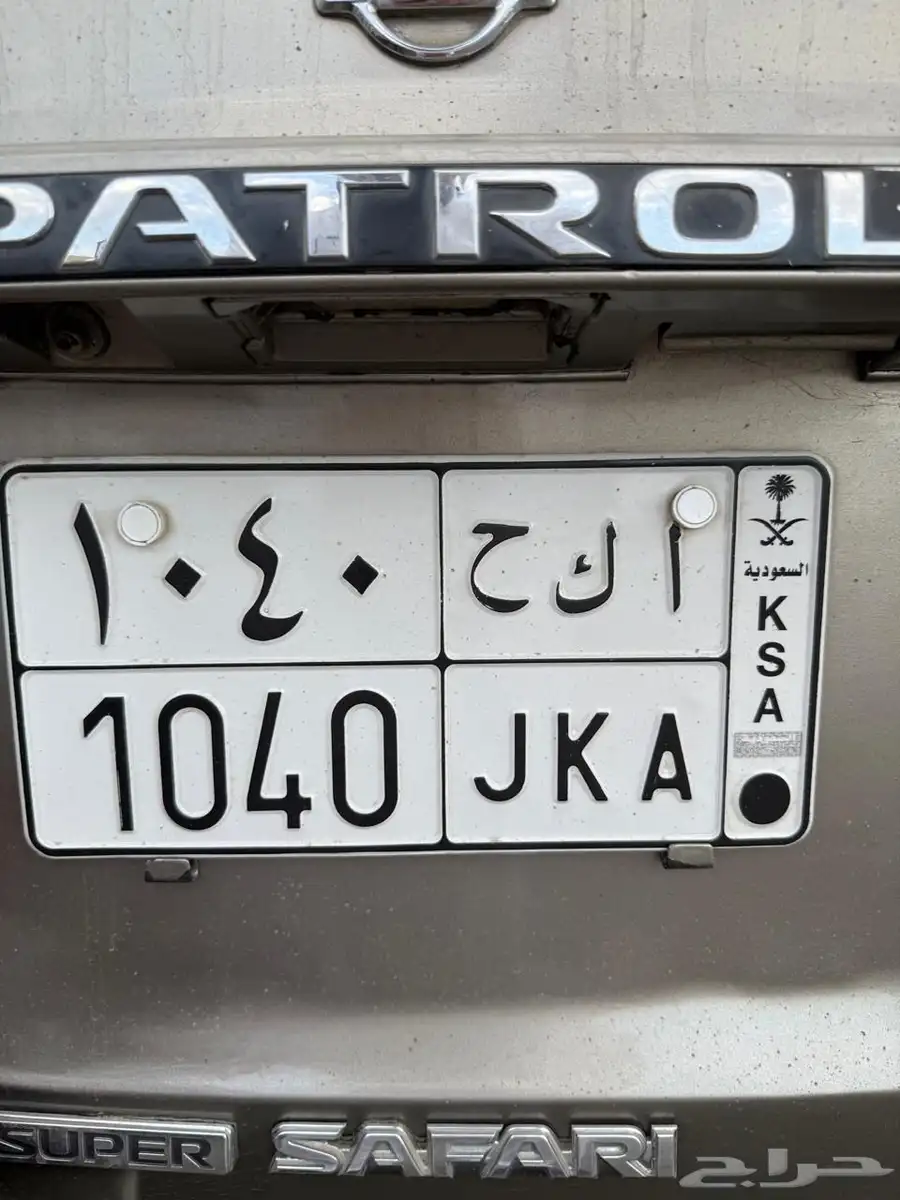 PATROL
١٠٤٠ ا ك ح
السعودية
1040 JKA
K
S
A
SUPER SAFARI
حراج